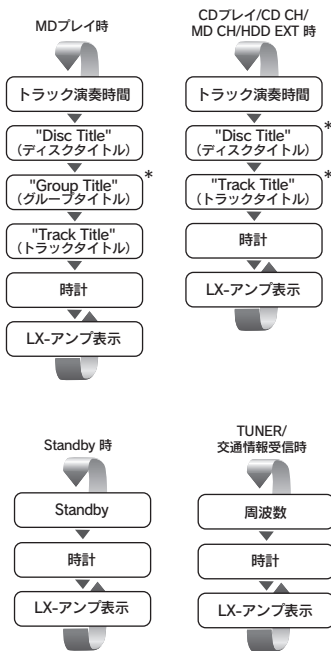 MDプレイ時
トラック演奏時間
"Disc Title"
（ディスクタイトル）
*
"Group Title"
（グループタイトル）
"Track Title"
（トラックタイトル）
時計
LX-アンプ表示
CDプレイ/CD CH/
MD CH/HDD EXT 時
トラック演奏時間
*
"Disc Title"
（ディスクタイトル）
*
"Track Title"
（トラックタイトル）
時計
LX-アンプ表示
Standby 時
Standby
時計
LX-アンプ表示
TUNER/
交通情報受信時
周波数
時計
LX-アンプ表示